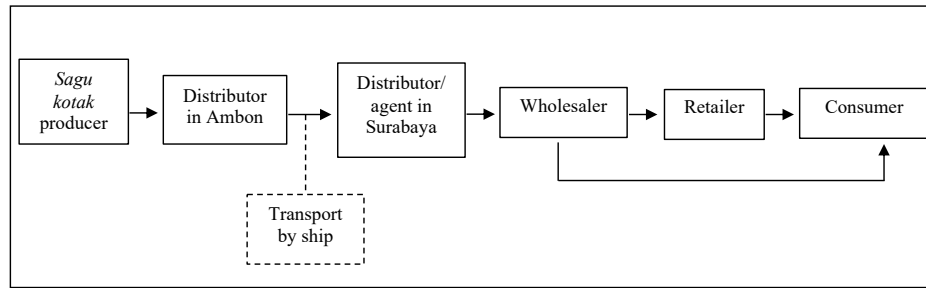 Sagu
kotak
producer
Distributor
in Ambon
Distributor/
agent in
Surabaya
Wholesaler
Retailer
Consumer
Transport
by ship